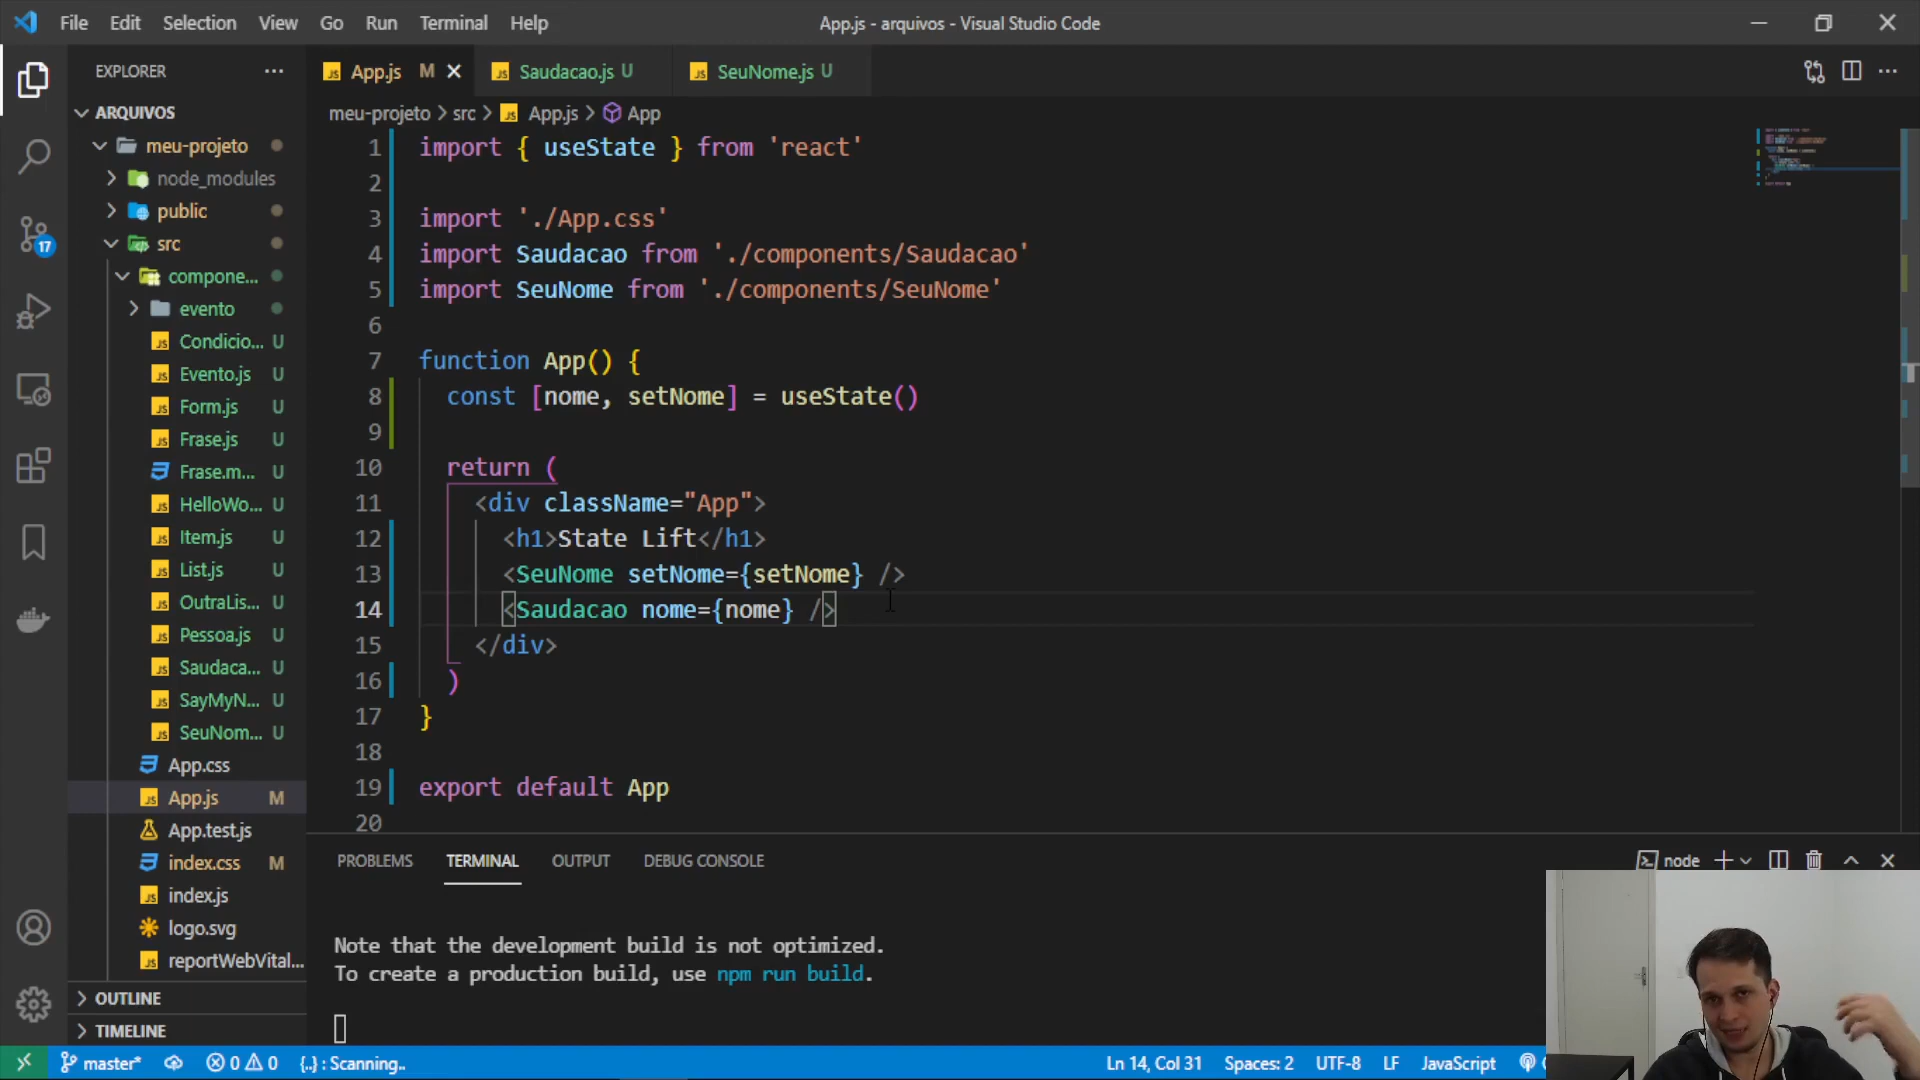 File Edit Selection View Go Run Terminal Help
App.js - arquivos - Visual Studio Code
EXPLORER
App.js M
Saudacao.js U
SeuNome.js U
ARQUIVOS
meu-projeto
node_modules
public
src
17
compone...
evento
Condicio... U
Evento.js U
Form.js U
Frase.js U
Frase.m... U
HelloWo... U
Item.js U
List.js U
OutraLis... U
Pessoa.js U
Saudaca... U
SayMyN... U
SeuNom... U
App.css
App.js M
App.test.js
index.css M
index.js
logo.svg
reportWebVital...
OUTLINE
TIMELINE
meu-projeto > src > App.js > App
1 import { useState } from 'react'
2
3 import './App.css'
4 import Saudacao from './components/Saudacao'
5 import SeuNome from './components/SeuNome'
6
7 function App() {
8 const [nome, setNome] = useState()
9
10 return (
11 <div className="App">
12 <h1>State Lift</h1>
13 <SeuNome setNome={setNome} />
14 <Saudacao nome={nome} />
15 </div>
16 )
17 }
18
19 export default App
20
PROBLEMS TERMINAL OUTPUT DEBUG CONSOLE
node
Note that the development build is not optimized.
To create a production build, use npm run build.
master* 0 0 {..} : Scanning..
Ln 14, Col 31 Spaces: 2 UTF-8 LF JavaScript